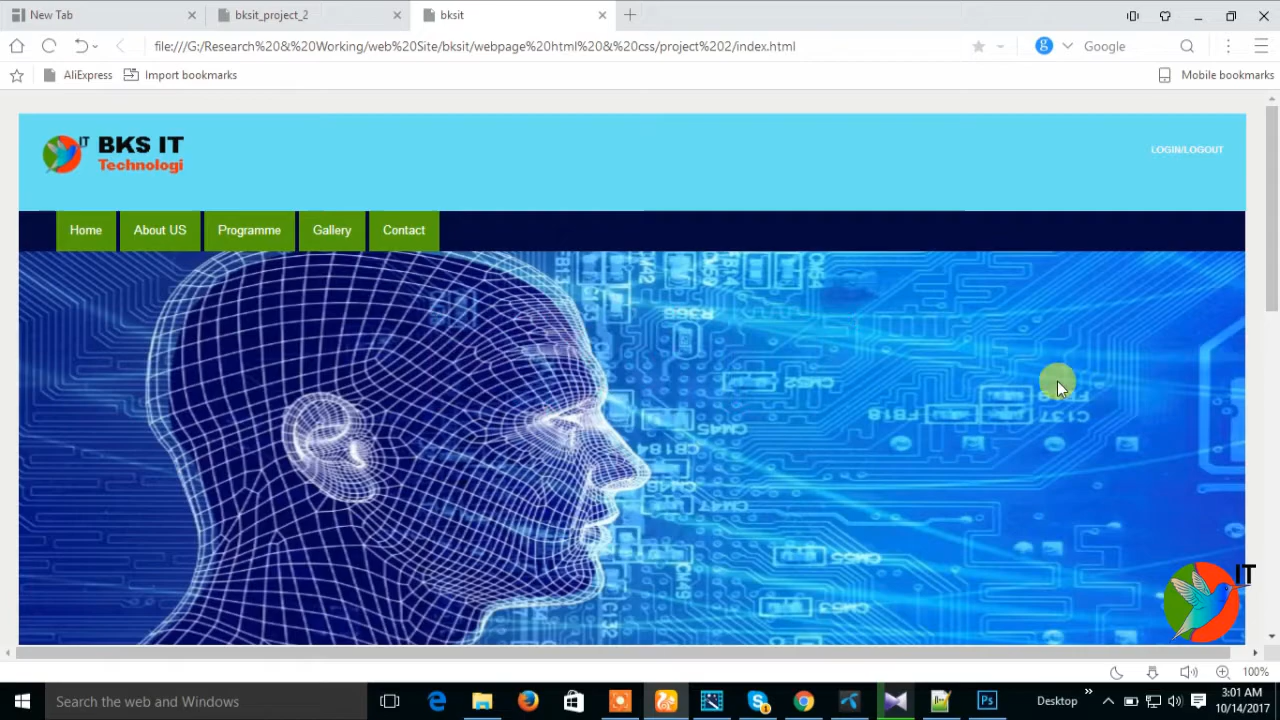 New Tab
bksit_project_2
bksit
file:///G:/Research%20&%20Working/web%20Site/bksit/webpage%20html%20&%20css/project%202/index.html
g
Google
AliExpress
Import bookmarks
Mobile bookmarks
IT BKS IT
Technologi
LOGIN/LOGOUT
Home
About US
Programme
Gallery
Contact
IT
100%
Search the web and Windows
Desktop
3:01 AM
10/14/2017